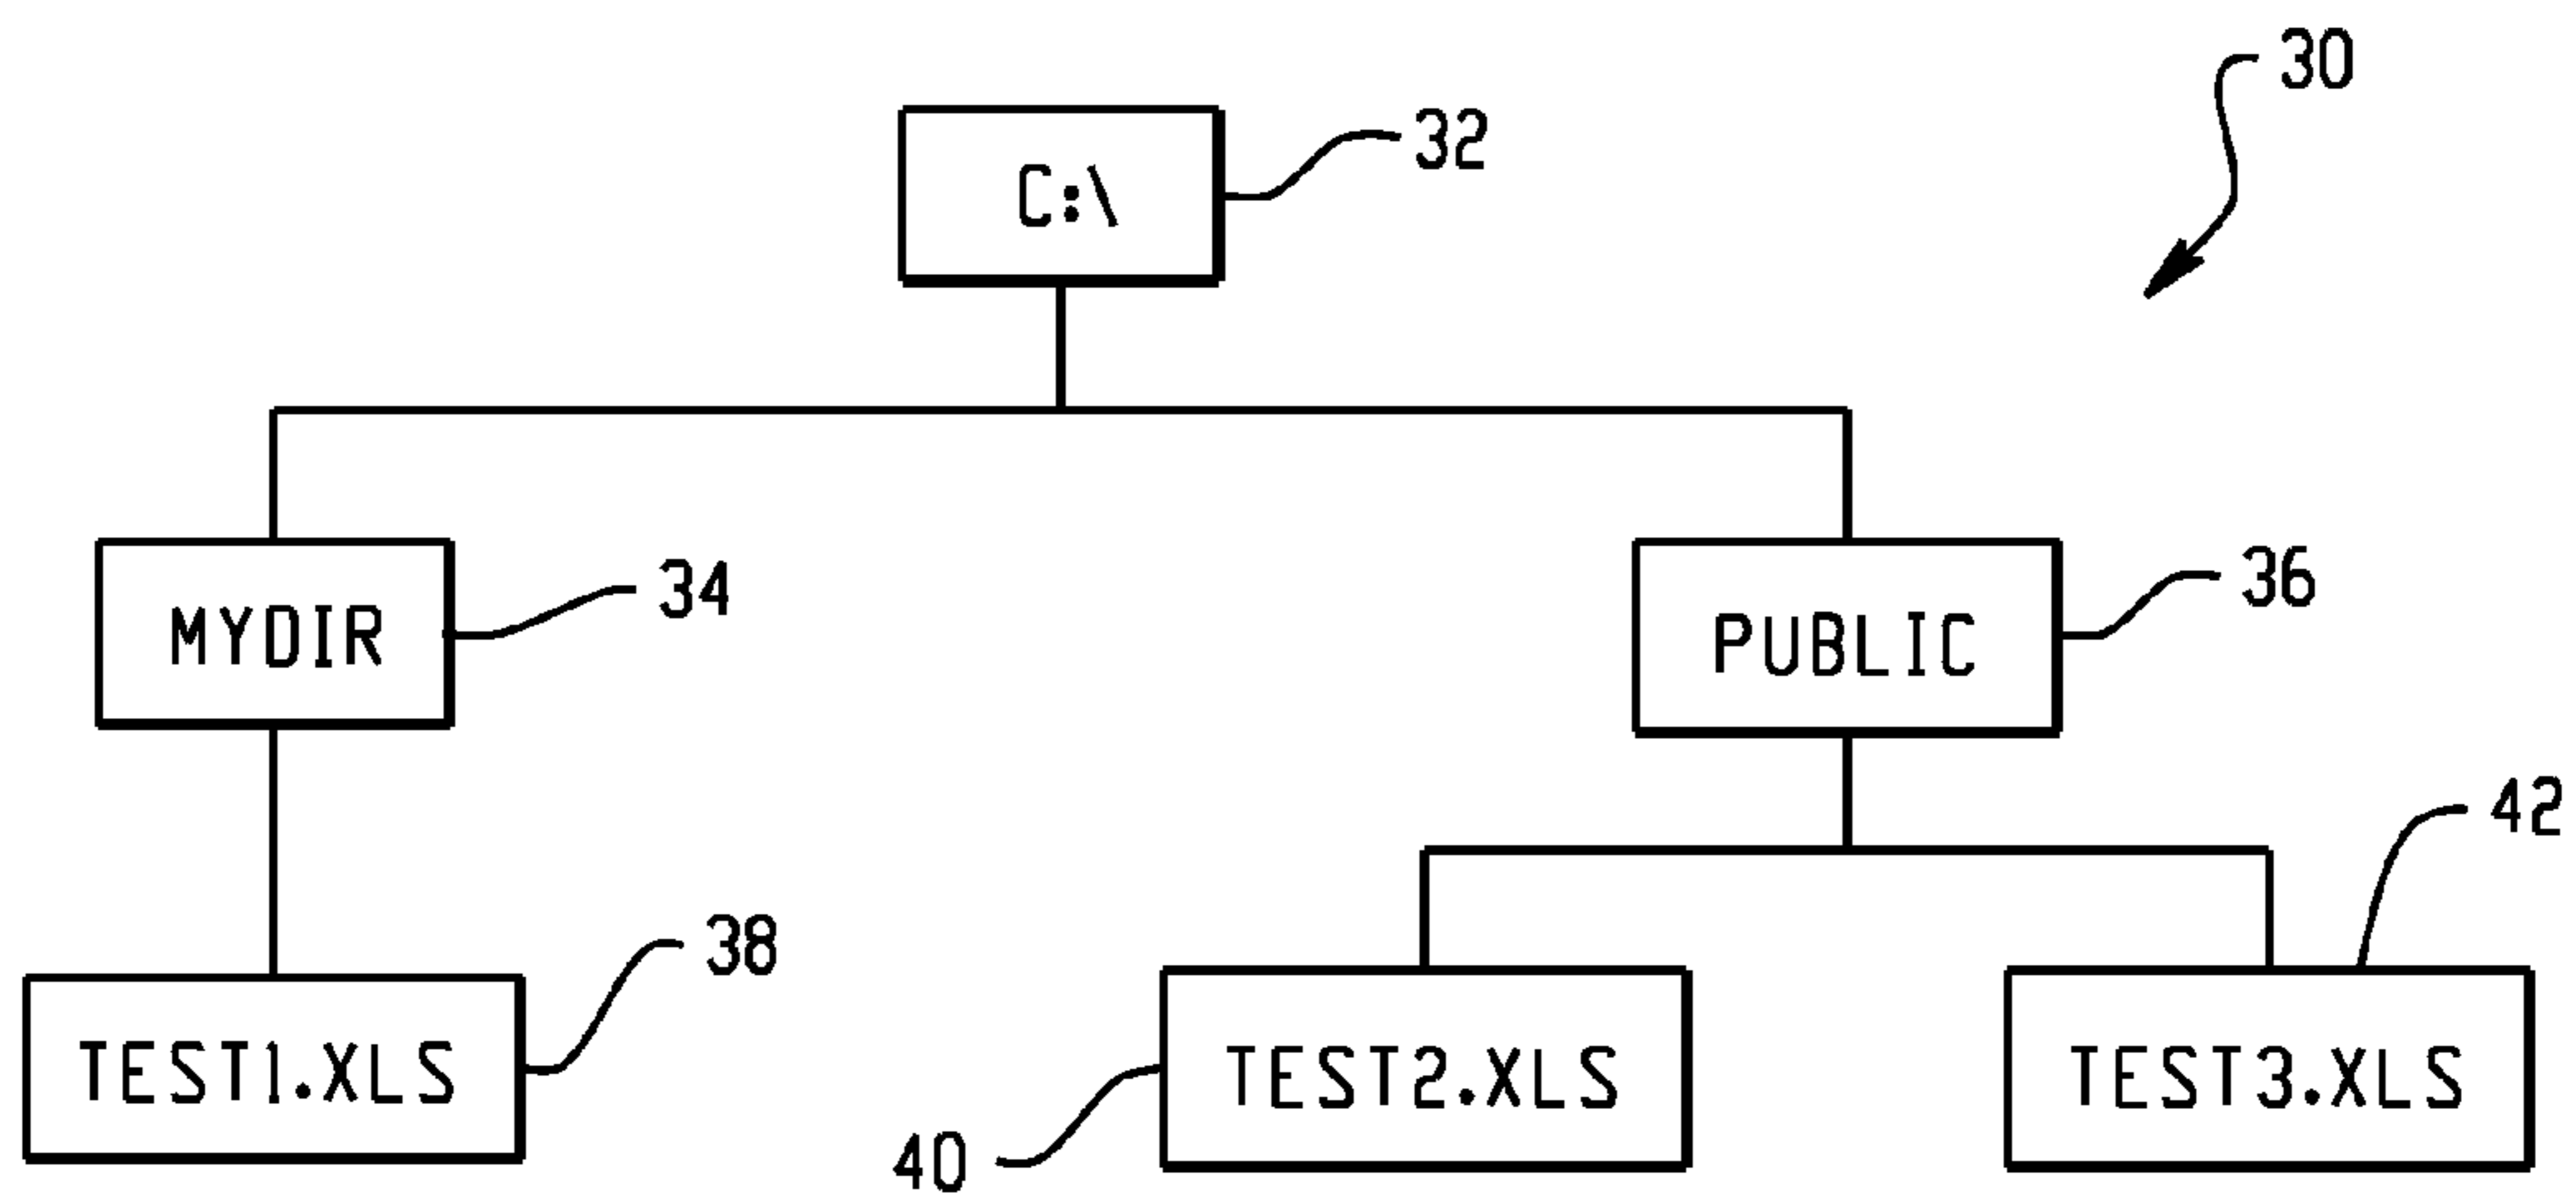 30
C:\
32
MYDIR
34
PUBLIC
36
TEST1.XLS
38
TEST2.XLS
40
TEST3.XLS
42